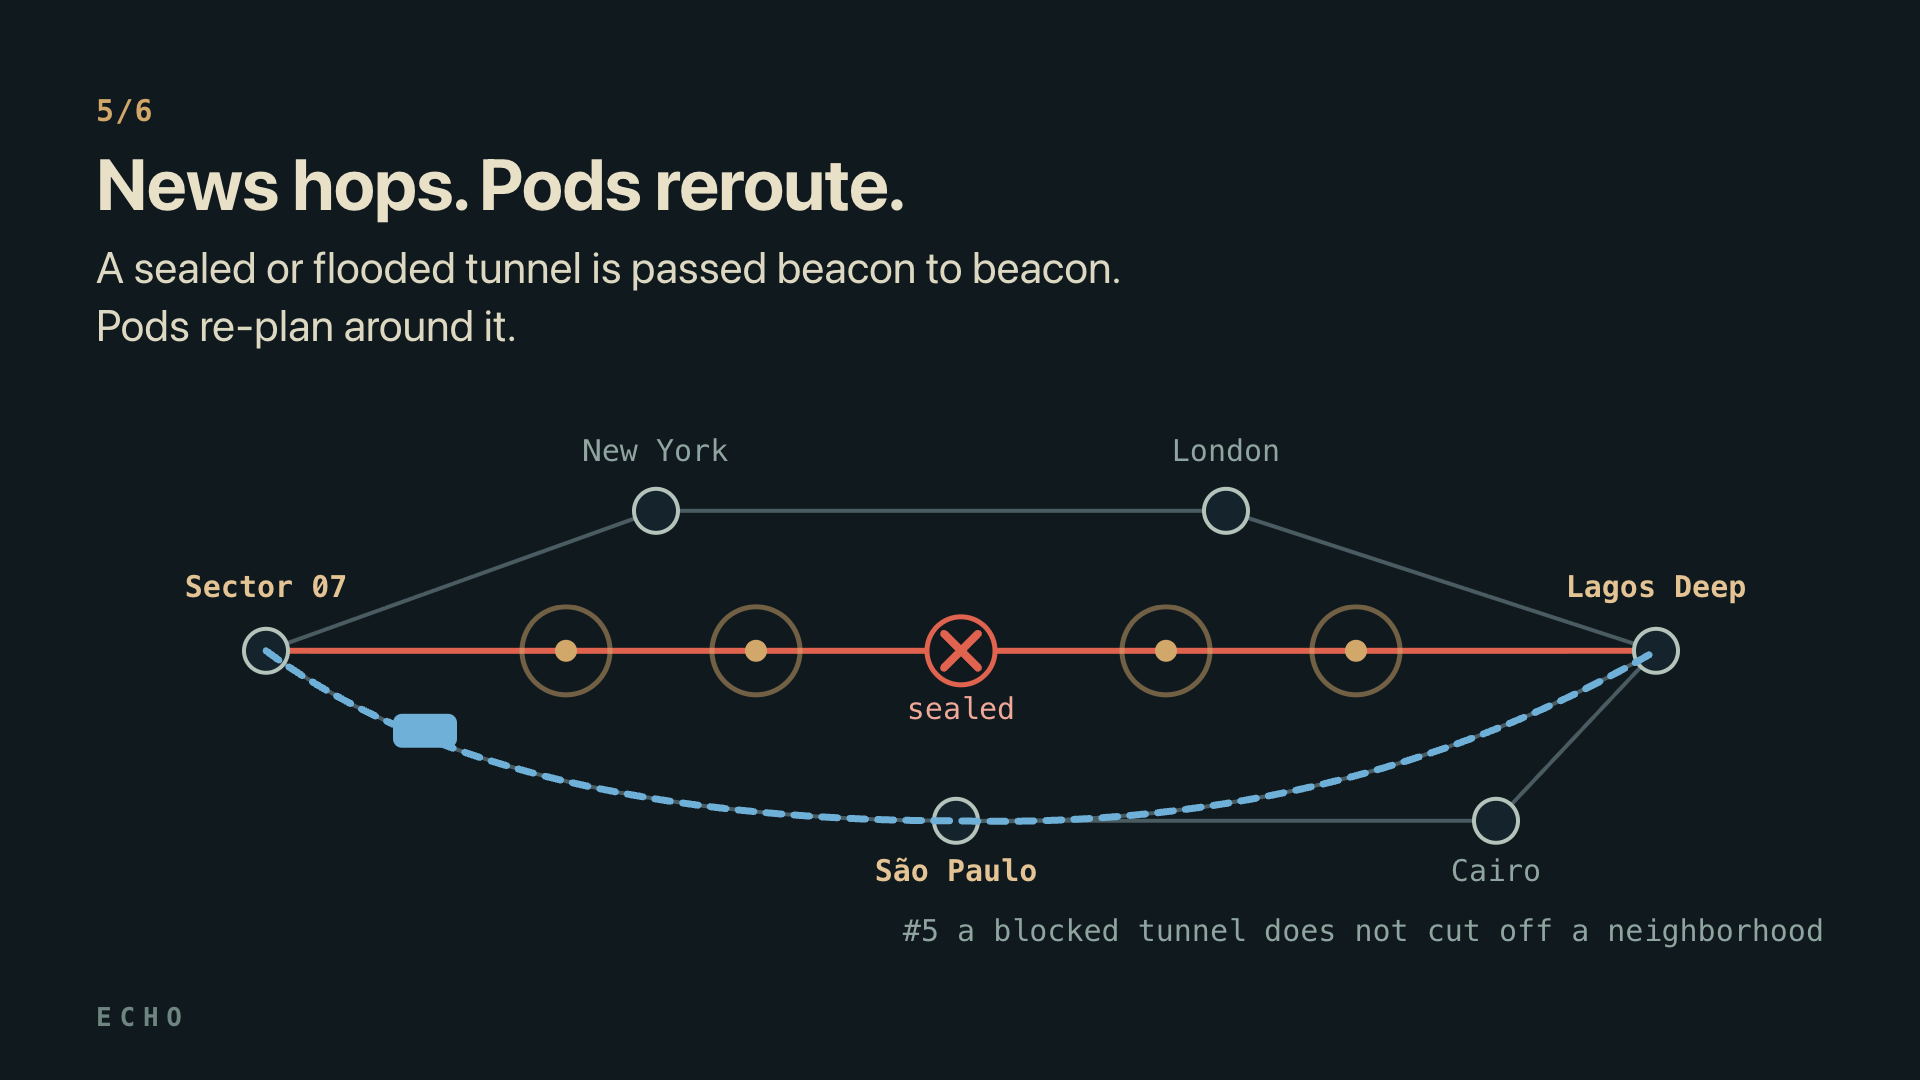 5/6
News hops. Pods reroute.
A sealed or flooded tunnel is passed beacon to beacon.
Pods re-plan around it.
New York
London
Sector 07
Lagos Deep
sealed
São Paulo
Cairo
#5 a blocked tunnel does not cut off a neighborhood
ECHO